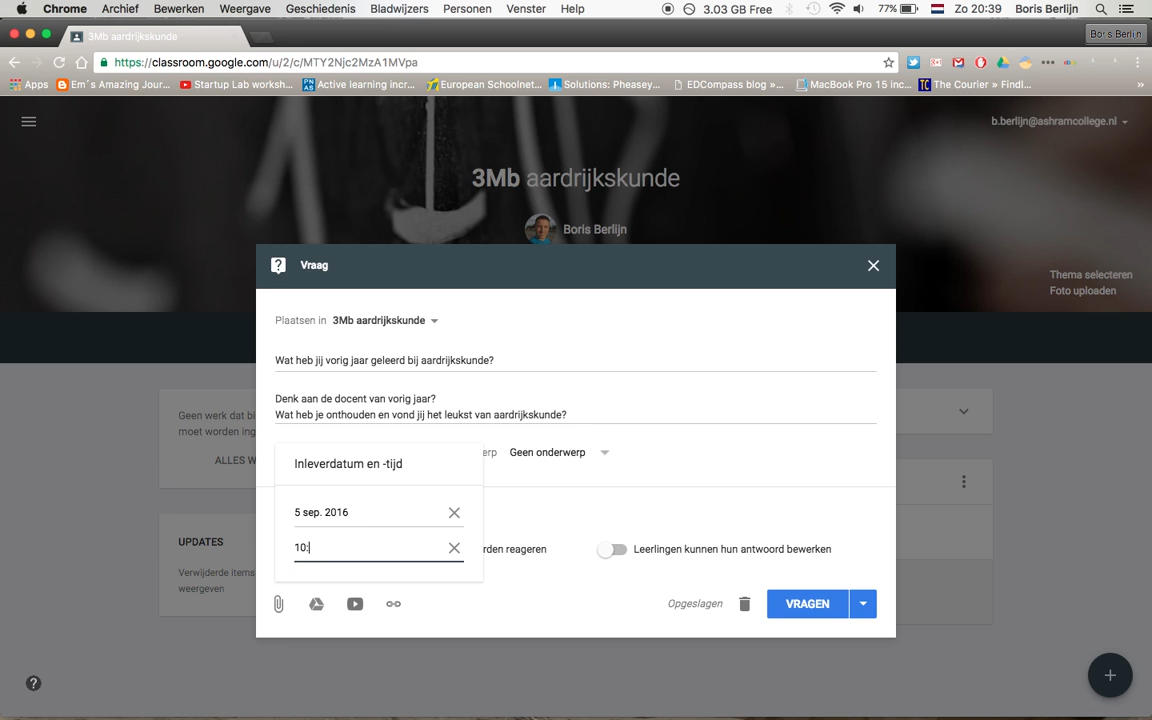 Chrome Archief Bewerken Weergave Geschiedenis Bladwijzers Personen Venster Help 3.03 GB Free 77% Zo 20:39 Boris Berlijn
3Mb aardrijkskunde Boris Berlijn
https://classroom.google.com/u/2/c/MTY2Njc2MzA1MVpa
Apps Em´s Amazing Jour... Startup Lab worksh... Active learning incr... European Schoolnet... Solutions: Pheasey... EDCompass blog »... MacBook Pro 15 inc... The Courier » Findl... »
b.berlijn@ashramcollege.nl
3Mb aardrijkskunde
Boris Berlijn
Vraag
Thema selecteren
Foto uploaden
Plaatsen in 3Mb aardrijkskunde
Wat heb jij vorig jaar geleerd bij aardrijkskunde?
Denk aan de docent van vorig jaar?
Wat heb je onthouden en vond jij het leukst van aardrijkskunde?
Geen werk dat bi
moet worden ing
ALLES W
erp Geen onderwerp
Inleverdatum en -tijd
5 sep. 2016
10:
rden reageren Leerlingen kunnen hun antwoord bewerken
UPDATES
Verwijderde items
weergeven
Opgeslagen VRAGEN